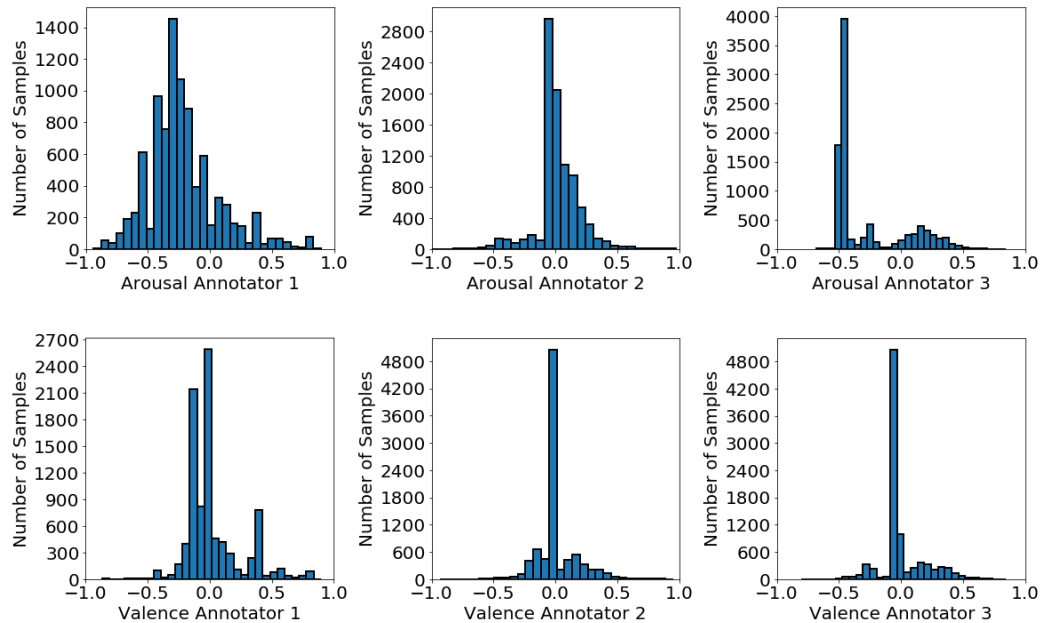 1400
1200
1000
800
600
400
200
0
Number of Samples
−1.0 −0.5 0.0 0.5 1.0
Arousal Annotator 1
2800
2400
2000
1600
1200
800
400
0
Number of Samples
−1.0 −0.5 0.0 0.5 1.0
Arousal Annotator 2
4000
3500
3000
2500
2000
1500
1000
500
0
Number of Samples
−1.0 −0.5 0.0 0.5 1.0
Arousal Annotator 3
2700
2400
2100
1800
1500
1200
900
600
300
0
Number of Samples
−1.0 −0.5 0.0 0.5 1.0
Valence Annotator 1
4800
4200
3600
3000
2400
1800
1200
600
0
Number of Samples
−1.0 −0.5 0.0 0.5 1.0
Valence Annotator 2
4800
4200
3600
3000
2400
1800
1200
600
0
Number of Samples
−1.0 −0.5 0.0 0.5 1.0
Valence Annotator 3